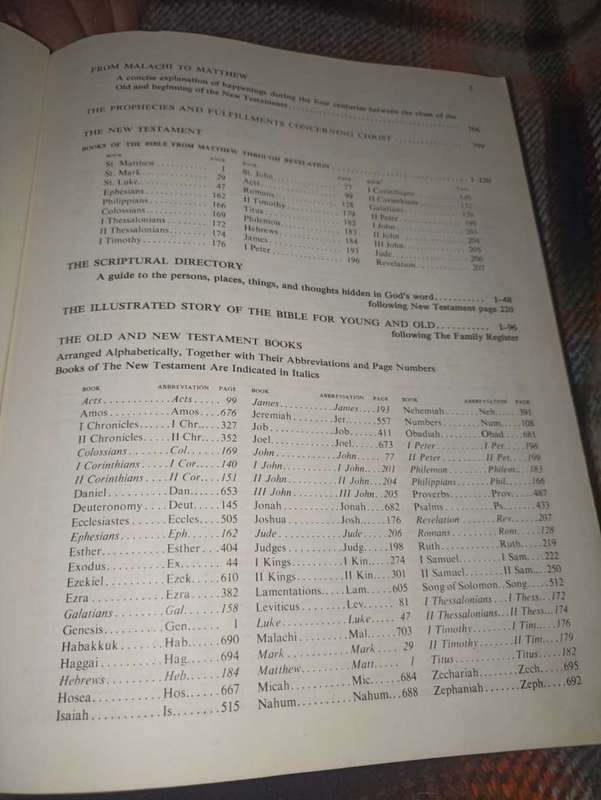 5
FROM MALACHI TO MATTHEW
A concise explanation of happenings during the four centuries between the close of the
Old and beginning of the New Testaments
THE PROPHECIES AND FULFILLMENTS CONCERNING CHRIST
THE NEW TESTAMENT
BOOKS OF THE BIBLE FROM MATTHEW THROUGH REVELATION 1-220
BOOK PAGE
St. Matthew 1
St. Mark 29
St. Luke 47
Ephesians 162
Philippians 166
Colossians 169
I Thessalonians 172
II Thessalonians 174
I Timothy 176
BOOK PAGE
St. John 77
Acts 99
Romans 128
II Timothy 179
Titus
Philemon 183
Hebrews 184
James 193
I Peter 196
BOOK PAGE
I Corinthians 140
II Corinthians 151
Galatians 158
II Peter 199
I John 201
II John 204
III John 205
Jude 206
Revelation 207
THE SCRIPTURAL DIRECTORY
A guide to the persons, places, things, and thoughts hidden in God's word 1-48
following New Testament page 220
THE ILLUSTRATED STORY OF THE BIBLE FOR YOUNG AND OLD 1-96
following The Family Register
THE OLD AND NEW TESTAMENT BOOKS
Arranged Alphabetically, Together with Their Abbreviations and Page Numbers
Books of The New Testament Are Indicated in Italics
BOOK ABBREVIATION PAGE
Acts Acts 99
Amos Amos 676
I Chronicles I Chr. 327
II Chronicles II Chr. 352
Colossians Col. 169
I Corinthians I Cor. 140
II Corinthians II Cor. 151
Daniel Dan. 653
Deuteronomy Deut. 145
Ecclesiastes Eccles. 505
Ephesians Eph. 162
Esther Esther 404
Exodus Ex. 44
Ezekiel Ezek. 610
Ezra Ezra 382
Galatians Gal. 158
Genesis Gen. 1
Habakkuk Hab. 690
Haggai Hag. 694
Hebrews Heb. 184
Hosea Hos. 667
Isaiah Is. 515
BOOK ABBREVIATION PAGE
James James 193
Jeremiah Jer. 557
Job Job 411
Joel Joel 673
John John 77
I John I John 201
II John II John 204
III John III John 205
Jonah Jonah 682
Joshua Josh. 176
Jude Jude 206
Judges Judg. 198
I Kings I Kin. 274
II Kings II Kin. 301
Lamentations Lam. 605
Leviticus Lev. 81
Luke Luke 47
Malachi Mal. 703
Mark Mark 29
Matthew Matt. 1
Micah Mic. 684
Nahum Nahum 688
BOOK ABBREVIATION PAGE
Nehemiah Neh. 391
Numbers Num. 108
Obadiah Obad. 681
I Peter I Pet. 196
II Peter II Pet. 199
Philemon Philem. 183
Philippians Phil. 166
Proverbs Prov. 487
Psalms Ps. 433
Revelation Rev. 207
Romans Rom. 128
Ruth Ruth 219
I Samuel I Sam. 222
II Samuel II Sam. 250
Song of Solomon Song 512
I Thessalonians I Thess. 172
II Thessalonians II Thess. 174
I Timothy I Tim. 176
II Timothy II Tim. 179
Titus Titus 182
Zechariah Zech. 695
Zephaniah Zeph. 692